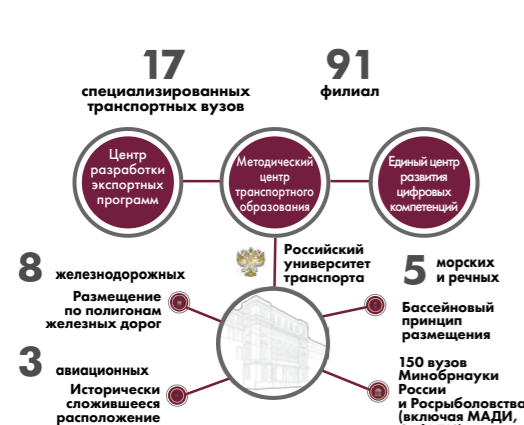 17
специализированных
транспортных вузов
91
филиал
Центр
разработки
экспортных
программ
Методический
центр
транспортного
образования
Единый центр
развития
цифровых
компетенций
Российский
университет
транспорта
8 железнодорожных
Размещение
по полигонам
железных дорог
5 морских
и речных
Бассейновый
принцип
размещения
3 авиационных
Исторически
сложившееся
расположение
150 вузов
Минобрнауки
России
и Росрыболовства
(включая МАДИ,